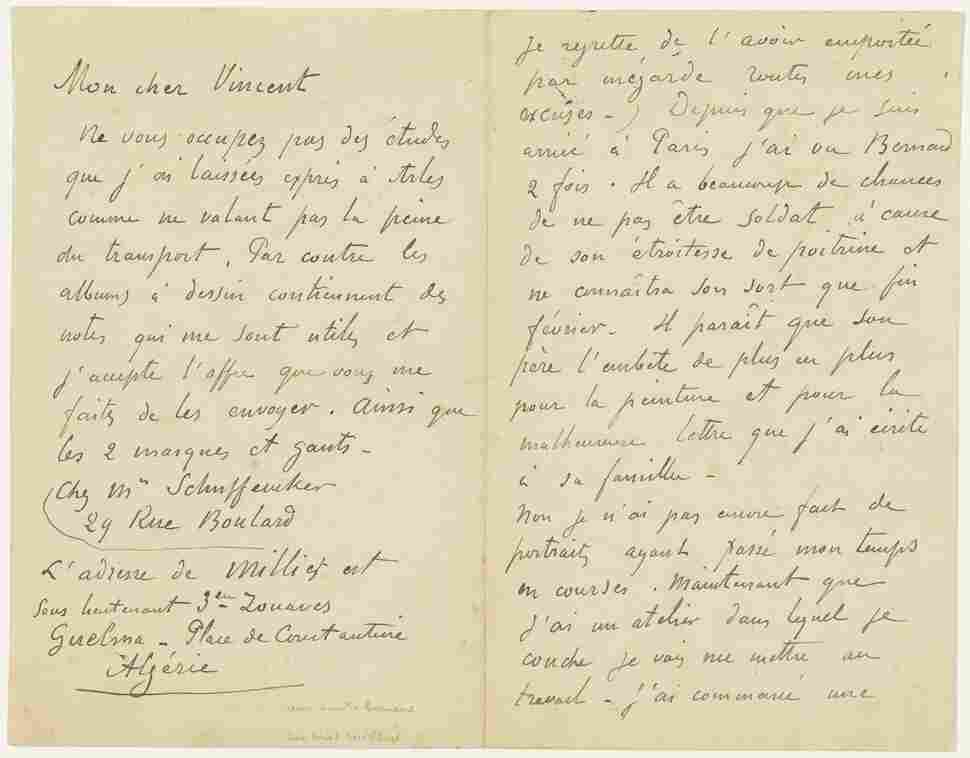 Mon cher Vincent
Ne vous occupez pas des études
que j'ai laissées exprès à Arles
comme ne valant pas la peine
du transport. Par contre les
albums à dessin contiennent des
notes qui me sont utiles et
j'accepte l'offre que vous me
faites de les envoyer. Ainsi que
les 2 masques et gants –
Chez Mr Schuffeneker
29 Rue Boulard
L'adresse de Milliet est
Sous lieutenant 3eme Zouaves
Guelma – Place de Constantine
Algérie
Je regrette de l'avoir emportée
par mégarde toutes mes
excuses –) Depuis que je suis
arrivé à Paris j'ai vu Bernard
2 fois. Il a beaucoup de chances
de ne pas être soldat à cause
de son étroitesse de poitrine et
ne connaîtra son sort que fin
février – Il paraît que son
père l'embête de plus en plus
pour la peinture et pour la
malheureuse lettre que j'ai écrite
à sa famille –
Non je n'ai pas encore fait de
portraits ayant passé mon temps
en courses. Maintenant que
j'ai un atelier dans lequel je
couche je vais me mettre au
travail – J'ai commencé une